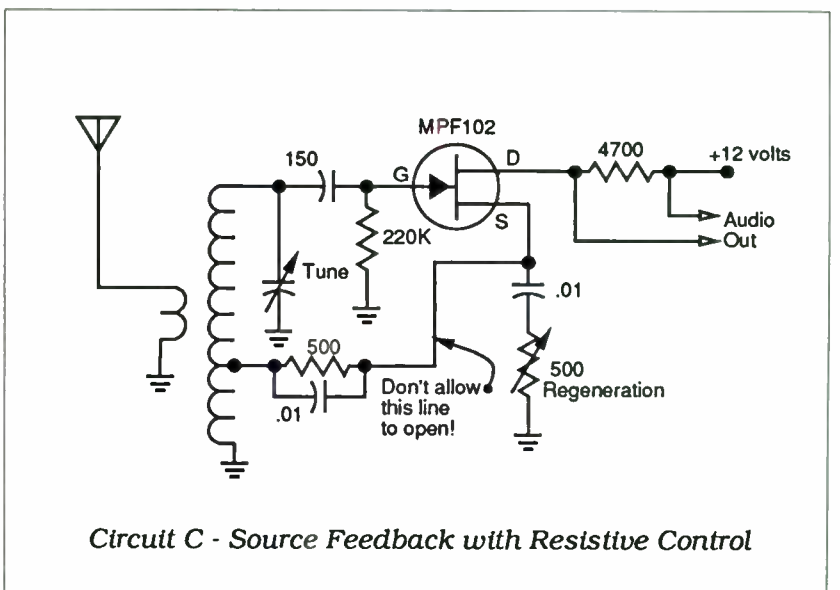 MPF102
150
G
D
S
4700
+12 volts
Audio
Out
220K
Tune
500
.01
Don't allow
this line
to open!
.01
500
Regeneration
Circuit C - Source Feedback with Resistive Control